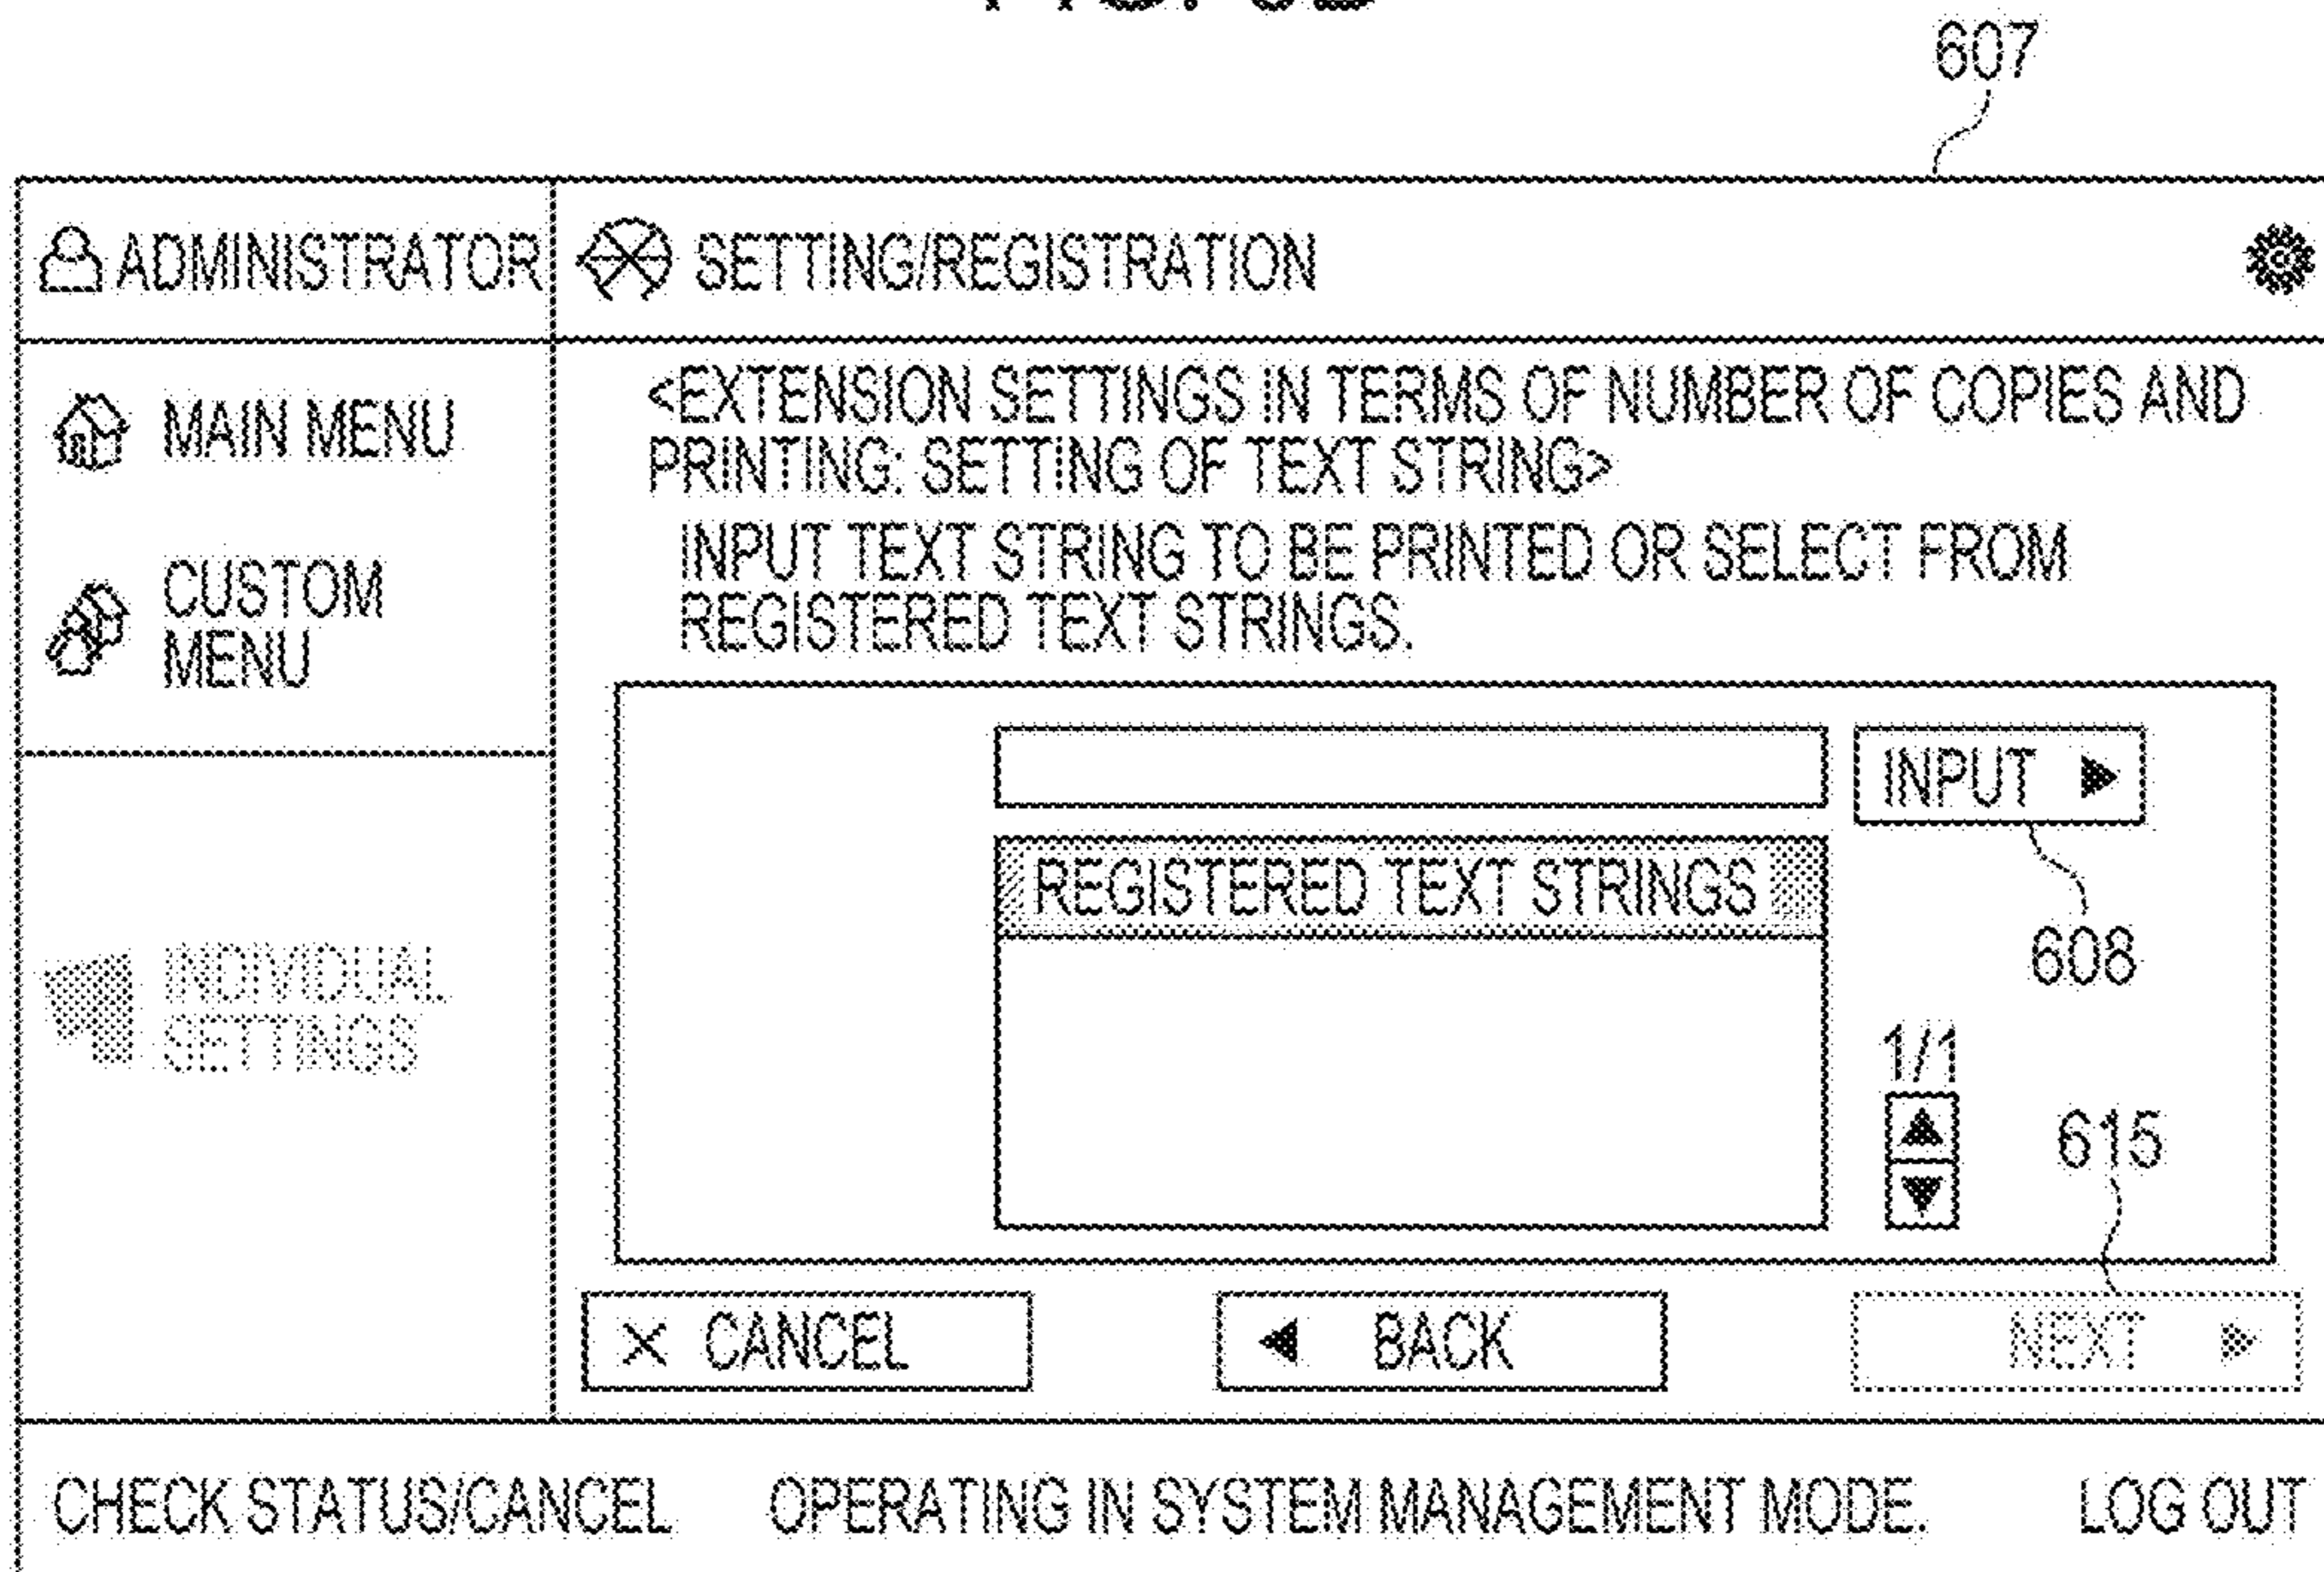 607
ADMINISTRATOR
SETTING/REGISTRATION
MAIN MENU
CUSTOM
MENU
INDIVIDUAL
SETTINGS
<EXTENSION SETTINGS IN TERMS OF NUMBER OF COPIES AND
PRINTING: SETTING OF TEXT STRING>
INPUT TEXT STRING TO BE PRINTED OR SELECT FROM
REGISTERED TEXT STRINGS.
INPUT ▶
REGISTERED TEXT STRINGS
608
1/1
615
× CANCEL
◀ BACK
NEXT ▶
CHECK STATUS/CANCEL OPERATING IN SYSTEM MANAGEMENT MODE. LOG OUT